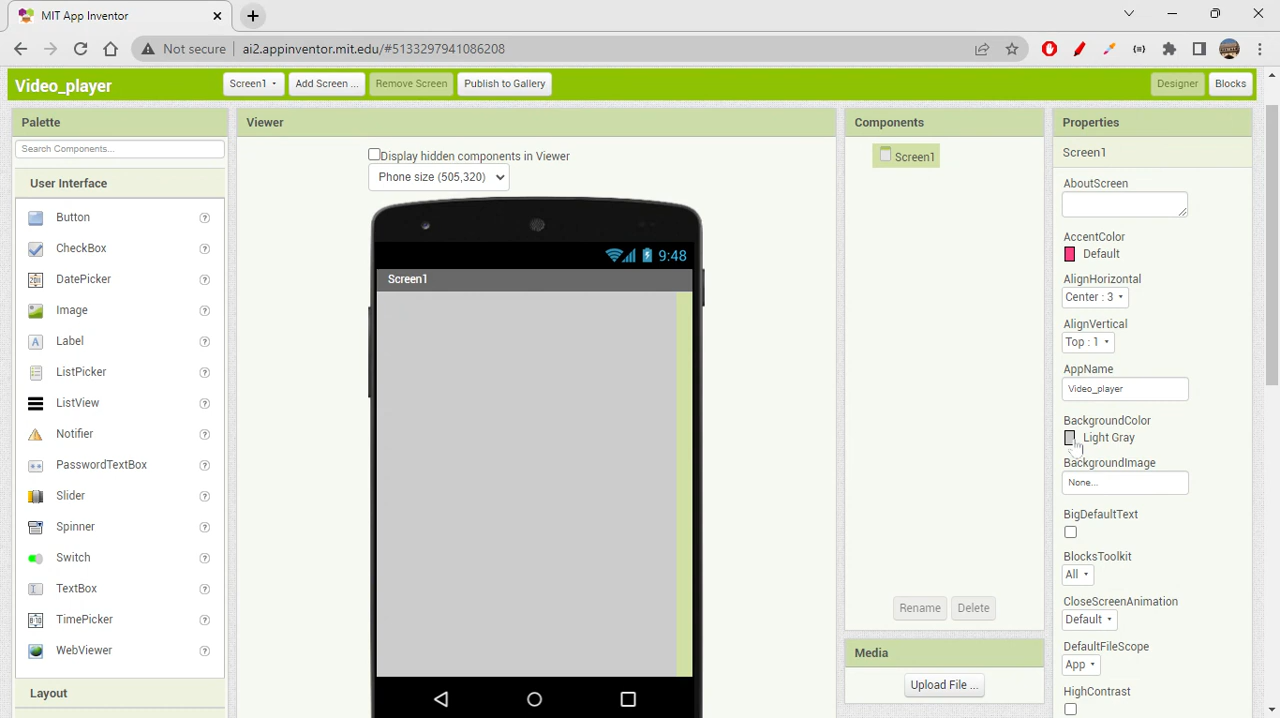 MIT App Inventor
Not secure
ai2.appinventor.mit.edu/#5133297941086208
Video_player
Screen1
Add Screen ...
Remove Screen
Publish to Gallery
Designer
Blocks
Palette
Search Components...
User Interface
Button
?
CheckBox
?
DatePicker
?
Image
?
Label
?
ListPicker
?
ListView
?
Notifier
?
PasswordTextBox
?
Slider
?
Spinner
?
Switch
?
TextBox
?
TimePicker
?
WebViewer
?
Layout
Viewer
Display hidden components in Viewer
Phone size (505,320)
9:48
Screen1
Components
Screen1
Rename
Delete
Media
Upload File ...
Properties
Screen1
AboutScreen
AccentColor
Default
AlignHorizontal
Center : 3
AlignVertical
Top : 1
AppName
Video_player
BackgroundColor
Light Gray
BackgroundImage
None...
BigDefaultText
BlocksToolkit
All
CloseScreenAnimation
Default
DefaultFileScope
App
HighContrast